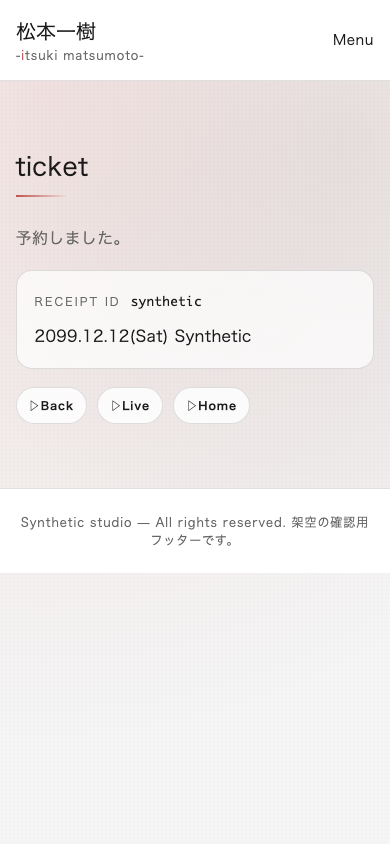 松本一樹
-itsuki matsumoto-
Menu
ticket
予約しました。
RECEIPT ID synthetic
2099.12.12(Sat) Synthetic
▷Back ▷Live ▷Home
Synthetic studio — All rights reserved. 架空の確認用
フッターです。